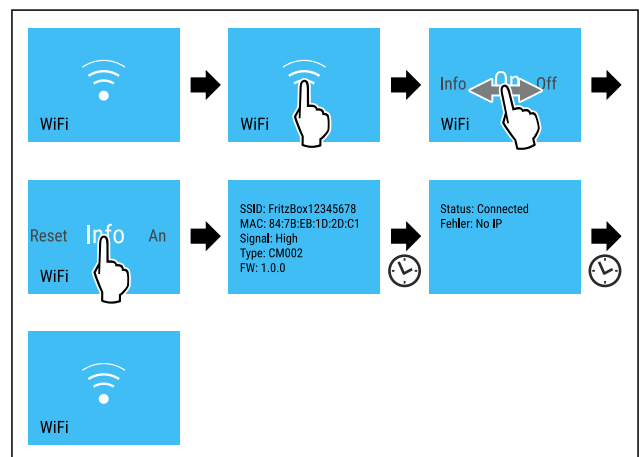 WiFi
WiFi
Info On Off
WiFi
Reset Info An
WiFi
SSID: FritzBox12345678
MAC: 84:7B:EB:1D:2D:C1
Signal: High
Type: CM002
FW: 1.0.0
Status: Connected
Fehler: No IP
WiFi